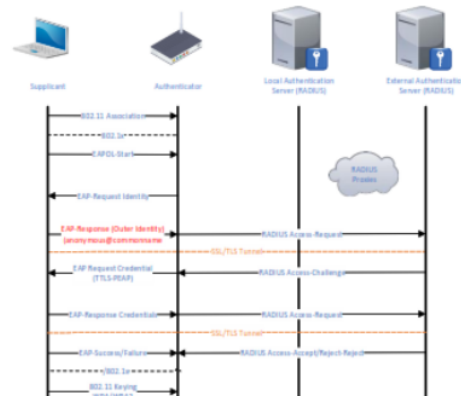 Supplicant
Authenticator
Local Authentication
Server (RADIUS)
External Authenticatio
Server (RADIUS)
802.11 Association
802.1x
EAPOL-Start
RADIUS
Proxies
EAP-Request Identity
EAP-Response (Outer Identity)
(anonymous@commonname
RADIUS Access-Request
SSL/TLS Tunnel
EAP Request Credential
(TTLS-PEAP)
RADIUS Access-Challenge
EAP-Response Credentials
RADIUS Access-Request
SSL/TLS Tunnel
EAP-Success/Failure
RADIUS Access-Accept/Reject-Reject
/802.1x
802.11 Keying